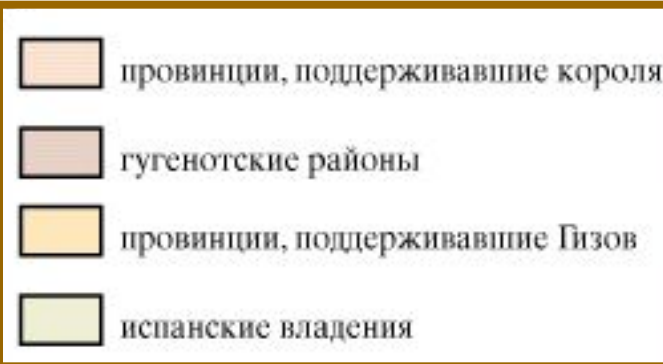 провинции, поддерживавшие короля
гугенотские районы
провинции, поддерживавшие Гизов
испанские владения